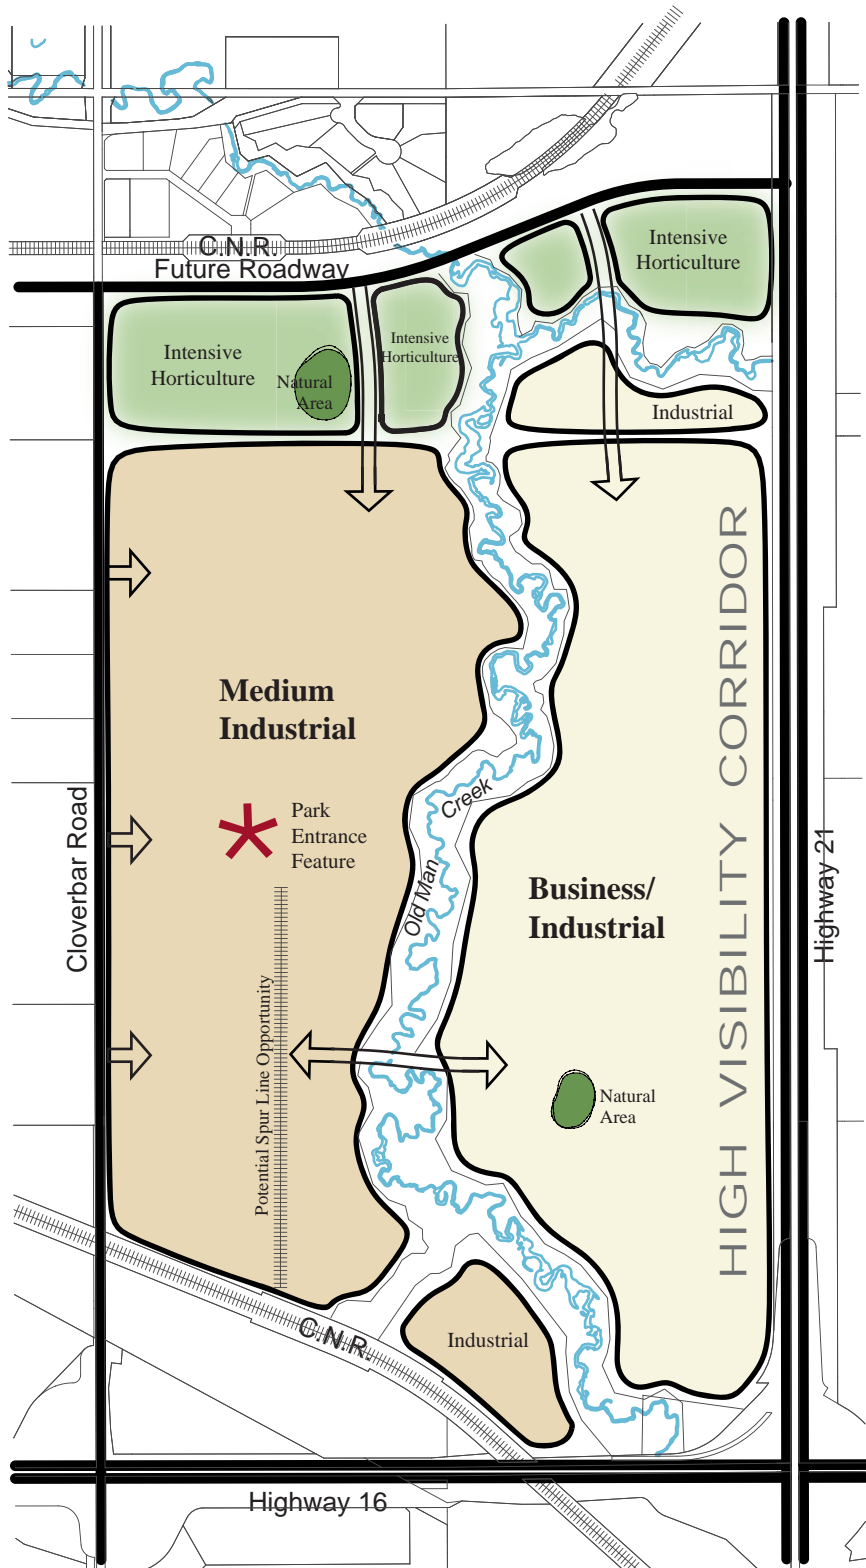 C.N.R.
Future Roadway
Intensive
Horticulture
Intensive
Horticulture
Natural
Area
Intensive
Horticulture
Industrial
Medium
Industrial
Park
Entrance
Feature
Cloverbar Road
Potential Spur Line Opportunity
Old Man
Creek
Business/
Industrial
Natural
Area
HIGH VISIBILITY CORRIDOR
Highway 21
Industrial
C.N.R.
Highway 16